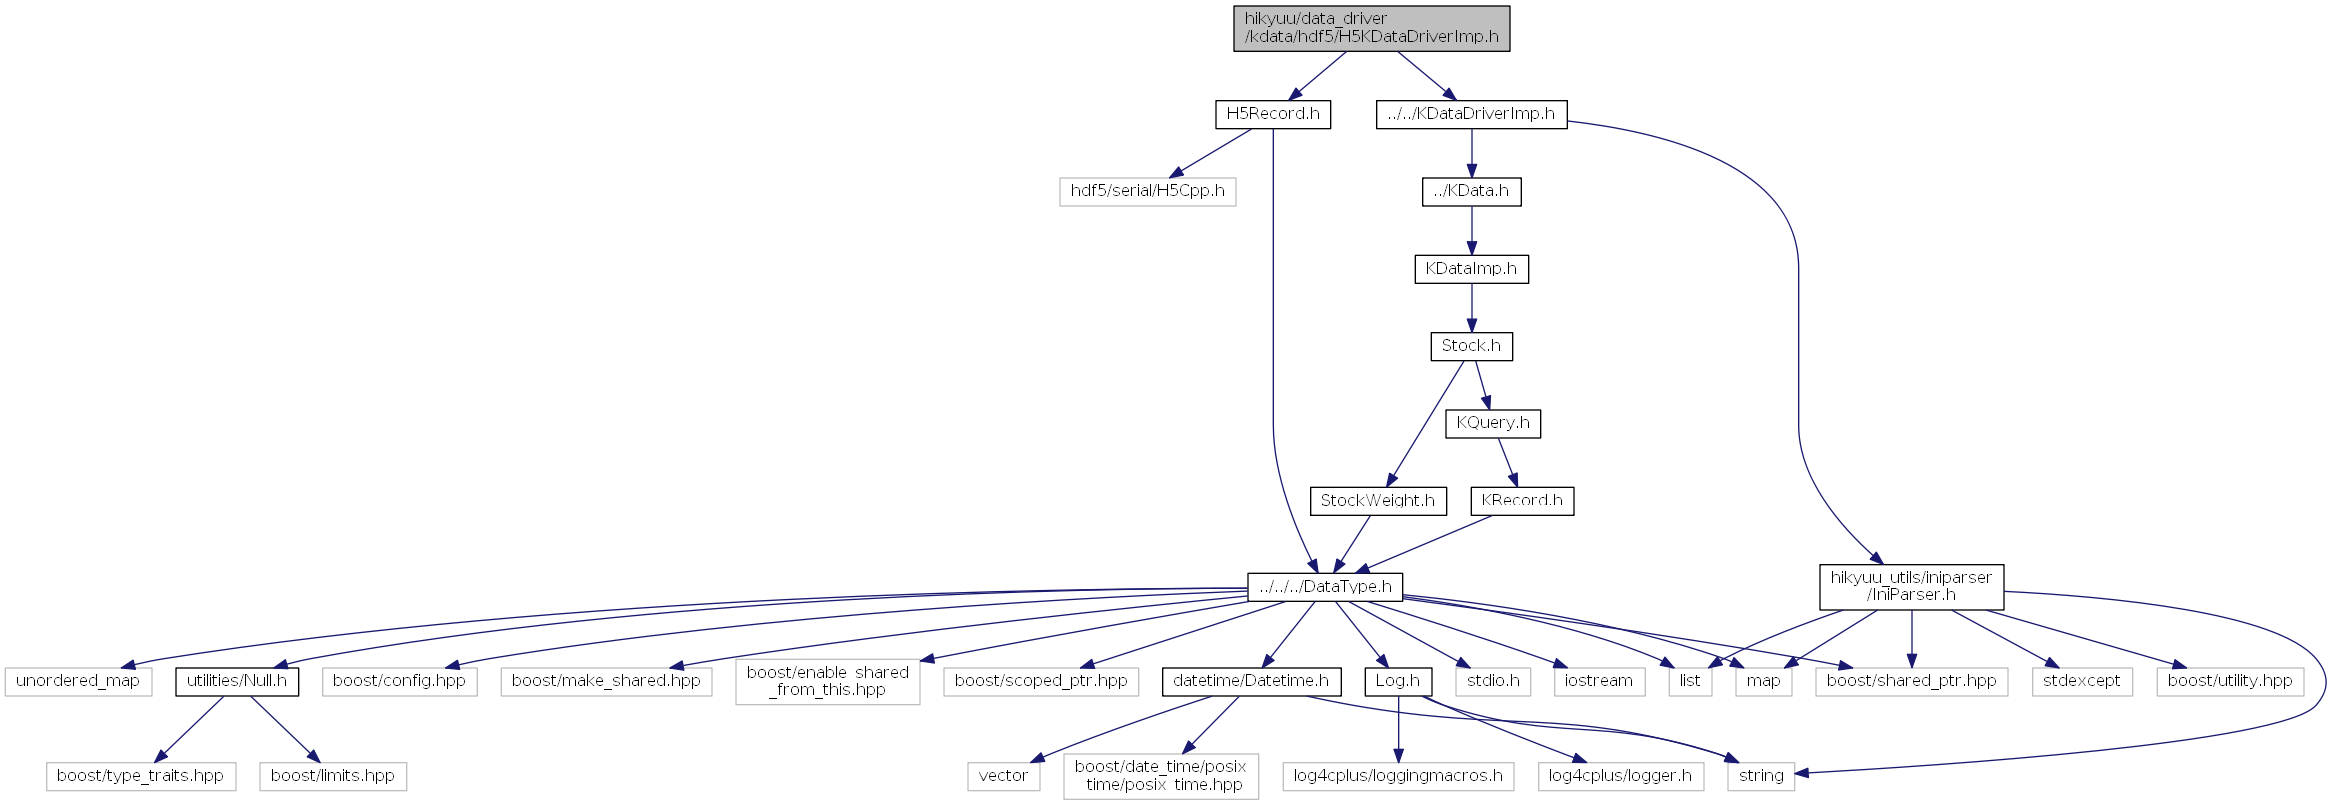 hikyuu/data_driver
/kdata/hdf5/H5KDataDriverImp.h
H5Record.h
../../KDataDriverImp.h
hdf5/serial/H5Cpp.h
../KData.h
KDataImp.h
Stock.h
KQuery.h
StockWeight.h
KRecord.h
../../../DataType.h
hikyuu_utils/iniparser
/IniParser.h
unordered_map
utilities/Null.h
boost/config.hpp
boost/make_shared.hpp
boost/enable_shared
_from_this.hpp
boost/scoped_ptr.hpp
datetime/Datetime.h
Log.h
stdio.h
iostream
list
map
boost/shared_ptr.hpp
stdexcept
boost/utility.hpp
boost/type_traits.hpp
boost/limits.hpp
vector
boost/date_time/posix
_time/posix_time.hpp
log4cplus/loggingmacros.h
log4cplus/logger.h
string